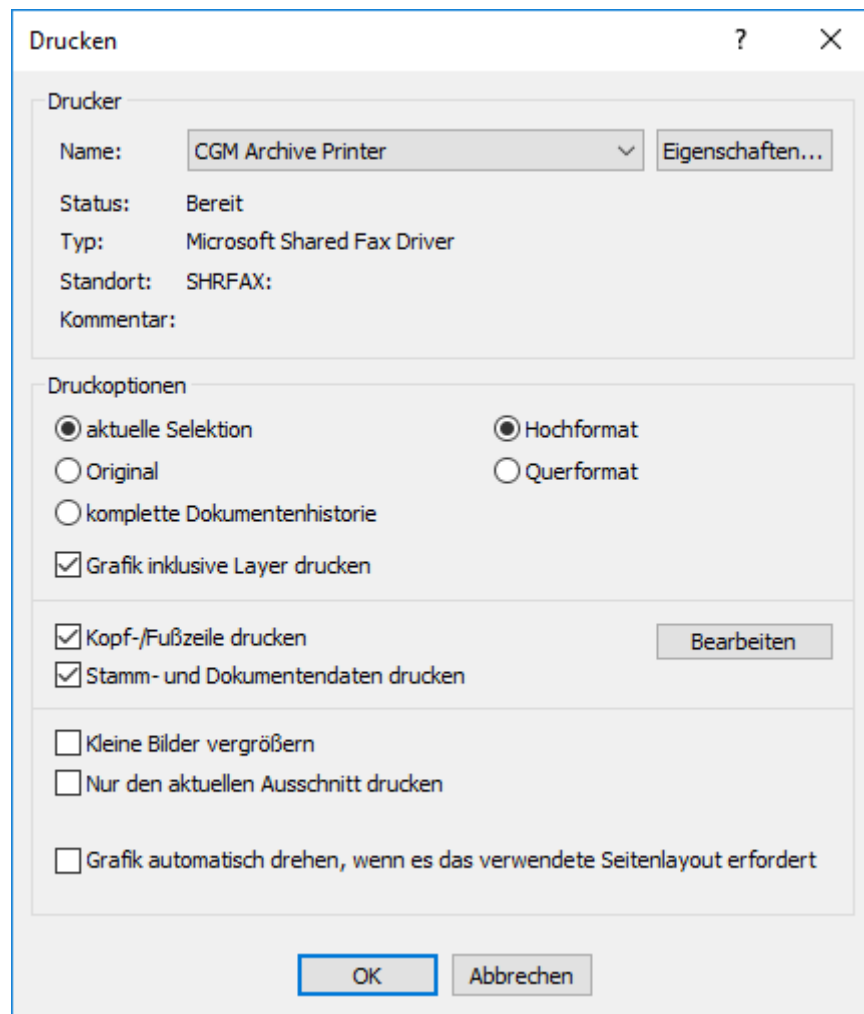 Drucken
Drucker
Name: CGM Archive Printer Eigenschaften...
Status: Bereit
Typ: Microsoft Shared Fax Driver
Standort: SHRFAX:
Kommentar:
Druckoptionen
aktuelle Selektion Hochformat
Original Querformat
komplette Dokumentenhistorie
Grafik inklusive Layer drucken
Kopf-/Fußzeile drucken Bearbeiten
Stamm- und Dokumentendaten drucken
Kleine Bilder vergrößern
Nur den aktuellen Ausschnitt drucken
Grafik automatisch drehen, wenn es das verwendete Seitenlayout erfordert
OK Abbrechen